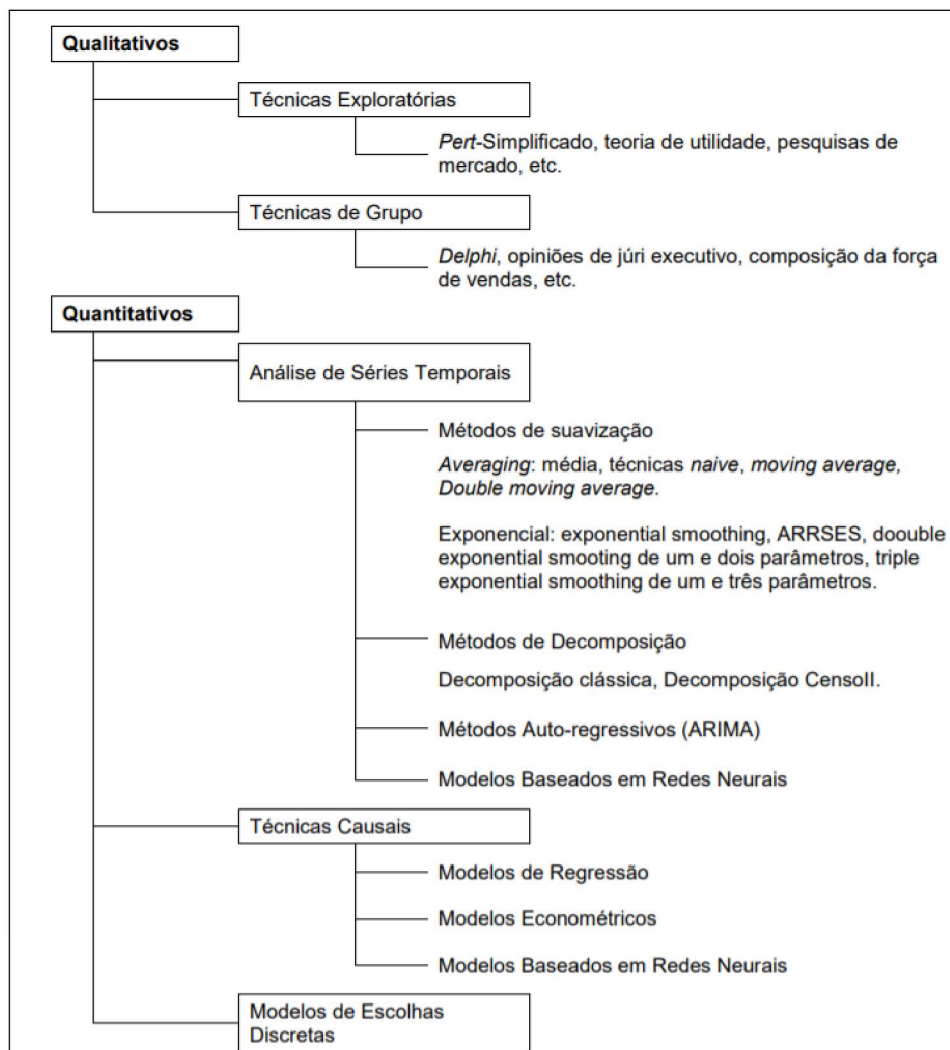 Qualitativos
Técnicas Exploratórias
Pert-Simplificado, teoria de utilidade, pesquisas de
mercado, etc.
Técnicas de Grupo
Delphi, opiniões de júri executivo, composição da força
de vendas, etc.
Quantitativos
Análise de Séries Temporais
Métodos de suavização
Averaging: média, técnicas naive, moving average,
Double moving average.
Exponencial: exponential smoothing, ARRSES, doouble
exponential smooting de um e dois parâmetros, triple
exponential smoothing de um e três parâmetros.
Métodos de Decomposição
Decomposição clássica, Decomposição CensoII.
Métodos Auto-regressivos (ARIMA)
Modelos Baseados em Redes Neurais
Técnicas Causais
Modelos de Regressão
Modelos Econométricos
Modelos Baseados em Redes Neurais
Modelos de Escolhas
Discretas